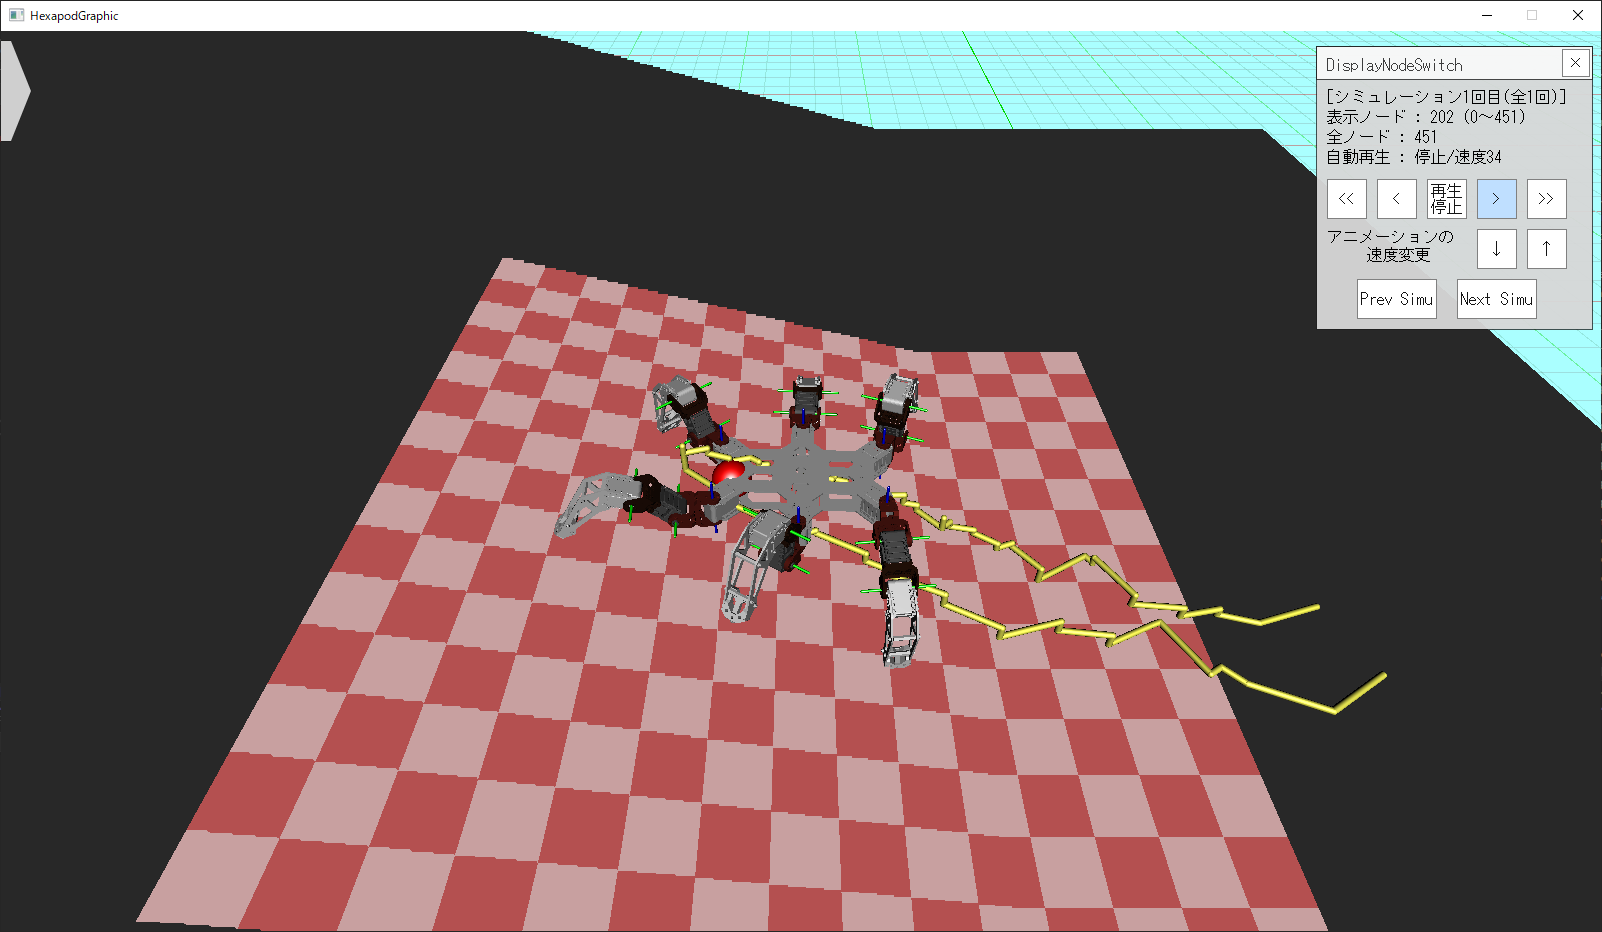 HexapodGraphic
DisplayNodeSwitch
[シミュレーション1回目(全1回)]
表示ノード : 202 (0～451)
全ノード : 451
自動再生 : 停止/速度34
<< < 再生 > >>
停止
アニメーションの
速度変更
↓ ↑
Prev Simu Next Simu